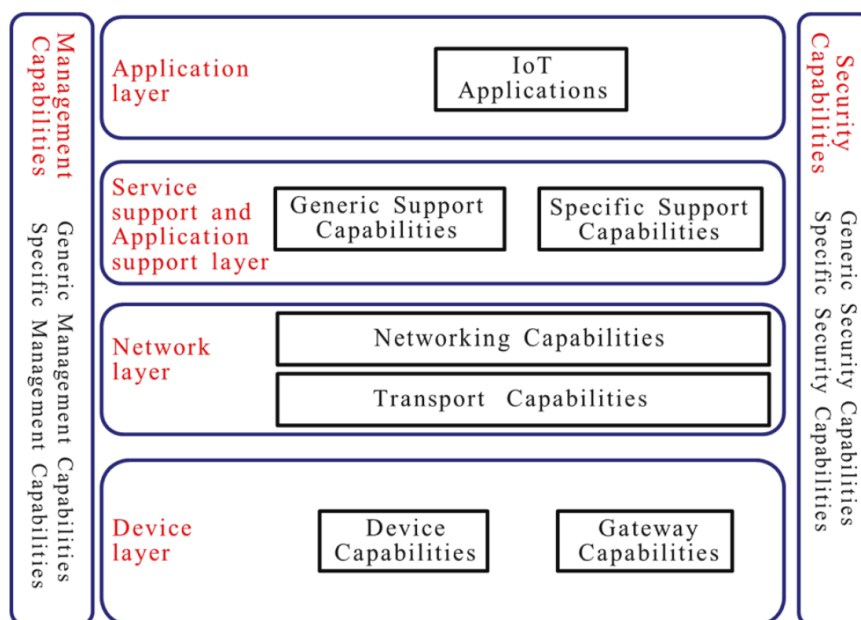 Management
Capabilities
Generic Management Capabilities
Specific Management Capabilities
Application
layer
IoT
Applications
Service
support and
Application
support layer
Generic Support
Capabilities
Specific Support
Capabilities
Network
layer
Networking Capabilities
Transport Capabilities
Device
layer
Device
Capabilities
Gateway
Capabilities
Security
Capabilities
Generic Security Capabilities
Specific Security Capabilities